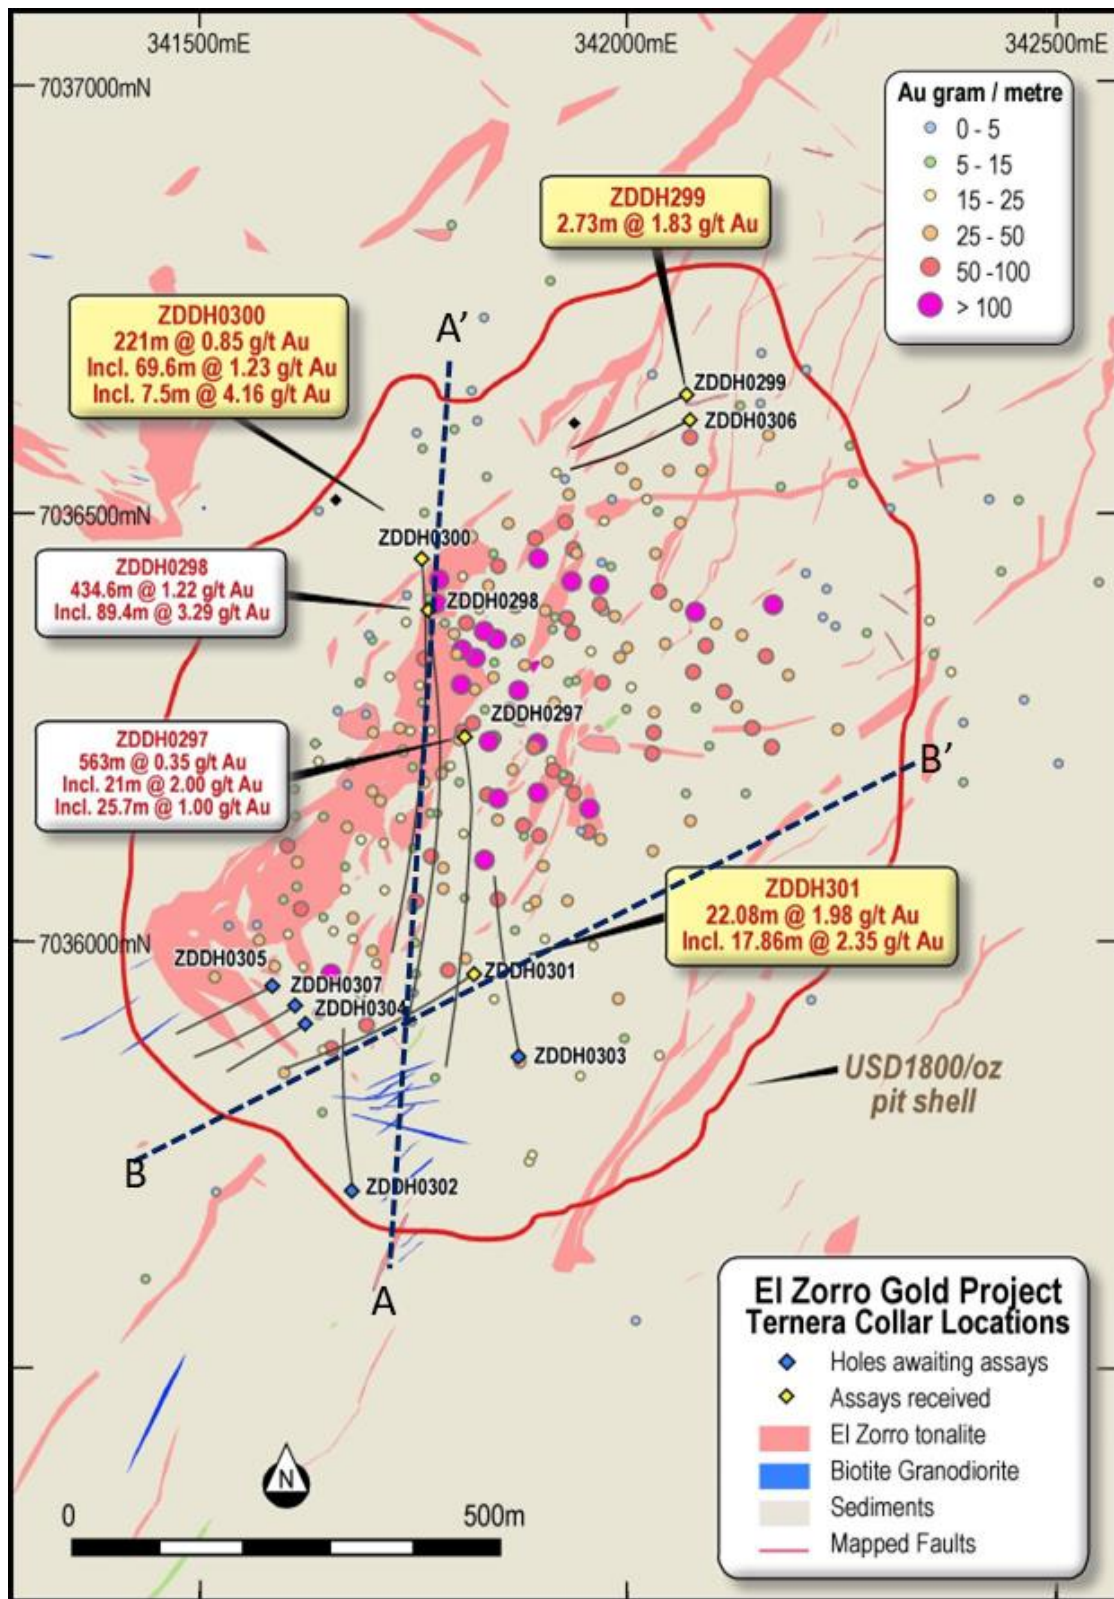 341500mE
342000mE
342500mE
7037000mN
Au gram / metre
0 - 5
5 - 15
15 - 25
25 - 50
50 -100
> 100
ZDDH299
2.73m @ 1.83 g/t Au
ZDDH0300
221m @ 0.85 g/t Au
Incl. 69.6m @ 1.23 g/t Au
Incl. 7.5m @ 4.16 g/t Au
A’
ZDDH0299
ZDDH0306
7036500mN
ZDDH0300
ZDDH0298
434.6m @ 1.22 g/t Au
Incl. 89.4m @ 3.29 g/t Au
ZDDH0298
ZDDH0297
ZDDH0297
563m @ 0.35 g/t Au
Incl. 21m @ 2.00 g/t Au
Incl. 25.7m @ 1.00 g/t Au
B’
ZDDH301
22.08m @ 1.98 g/t Au
Incl. 17.86m @ 2.35 g/t Au
7036000mN
ZDDH0305
ZDDH0307
ZDDH0304
ZDDH0301
ZDDH0303
USD1800/oz
pit shell
B
ZDDH0302
A
El Zorro Gold Project
Ternera Collar Locations
Holes awaiting assays
Assays received
El Zorro tonalite
Biotite Granodiorite
Sediments
Mapped Faults
N
0
500m